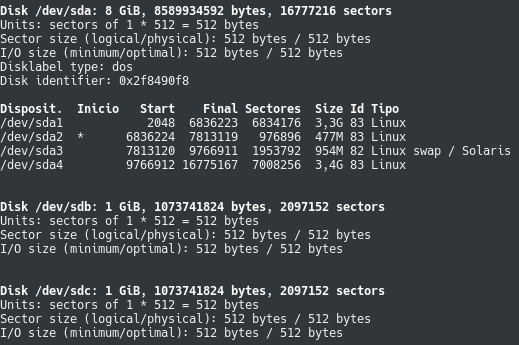 Disk /dev/sda: 8 GiB, 8589934592 bytes, 16777216 sectors
Units: sectors of 1 * 512 = 512 bytes
Sector size (logical/physical): 512 bytes / 512 bytes
I/O size (minimum/optimal): 512 bytes / 512 bytes
Disklabel type: dos
Disk identifier: 0x2f8490f8
Disposit. Inicio Start Final Sectores Size Id Tipo
/dev/sda1 2048 6836223 6834176 3,3G 83 Linux
/dev/sda2 * 6836224 7813119 976896 477M 83 Linux
/dev/sda3 7813120 9766911 1953792 954M 82 Linux swap / Solaris
/dev/sda4 9766912 16775167 7008256 3,4G 83 Linux
Disk /dev/sdb: 1 GiB, 1073741824 bytes, 2097152 sectors
Units: sectors of 1 * 512 = 512 bytes
Sector size (logical/physical): 512 bytes / 512 bytes
I/O size (minimum/optimal): 512 bytes / 512 bytes
Disk /dev/sdc: 1 GiB, 1073741824 bytes, 2097152 sectors
Units: sectors of 1 * 512 = 512 bytes
Sector size (logical/physical): 512 bytes / 512 bytes
I/O size (minimum/optimal): 512 bytes / 512 bytes